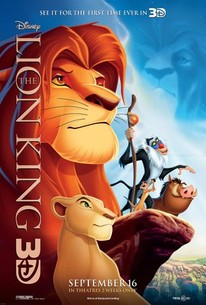 SEE IT FOR THE FIRST TIME EVER IN 3D
Disney
THE
LION KING
3D
SEPTEMBER 16
IN THEATRES 2 WEEKS ONLY